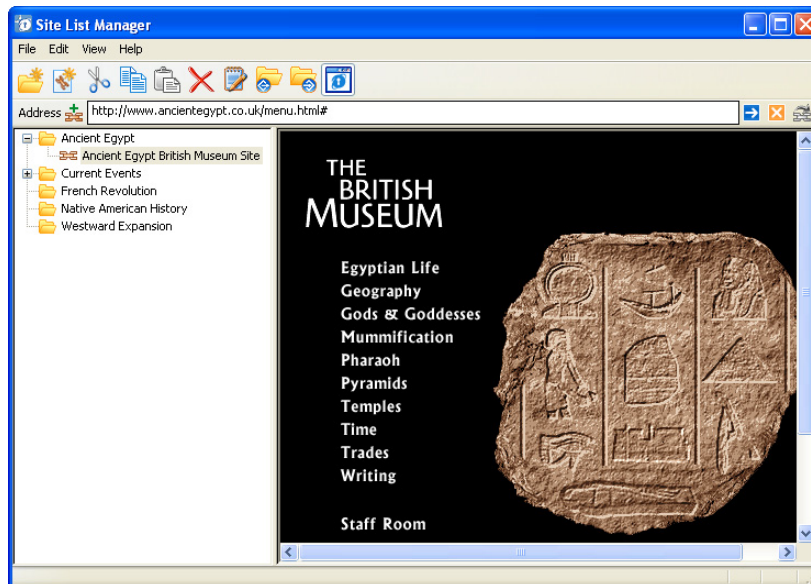 Site List Manager
File Edit View Help
Address http://www.ancientegypt.co.uk/menu.html#
Ancient Egypt
Ancient Egypt British Museum Site
Current Events
French Revolution
Native American History
Westward Expansion
THE
BRITISH
MUSEUM
Egyptian Life
Geography
Gods & Goddesses
Mummification
Pharaoh
Pyramids
Temples
Time
Trades
Writing
Staff Room